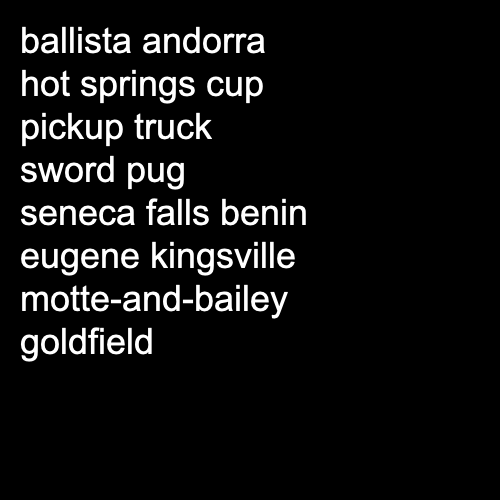 ballista andorra
hot springs cup
pickup truck
sword pug
seneca falls benin
eugene kingsville
motte-and-bailey
goldfield